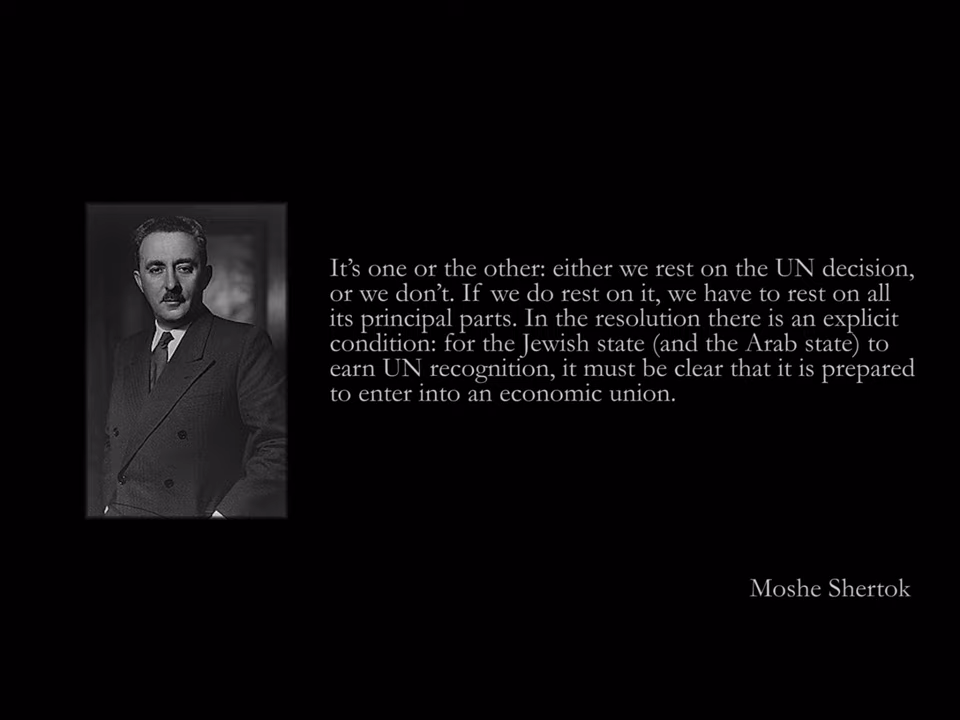 It’s one or the other: either we rest on the UN decision,
or we don’t. If we do rest on it, we have to rest on all
its principal parts. In the resolution there is an explicit
condition: for the Jewish state (and the Arab state) to
earn UN recognition, it must be clear that it is prepared
to enter into an economic union.
Moshe Shertok